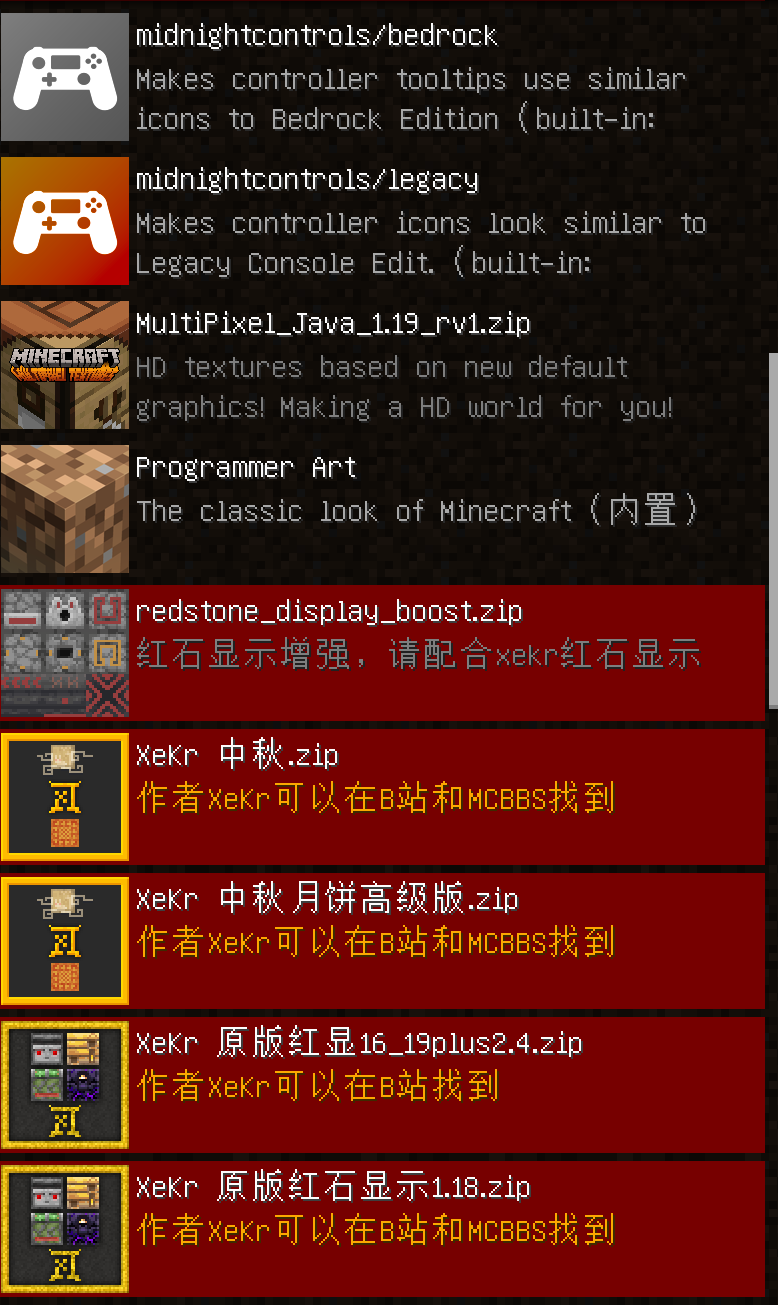 midnightcontrols/bedrock
Makes controller tooltips use similar
icons to Bedrock Edition (built-in:
midnightcontrols/legacy
Makes controller icons look similar to
Legacy Console Edit. (built-in:
MINECRAFT
MULTIPIXEL TEXTURES
MultiPixel_Java_1.19_rv1.zip
HD textures based on new default
graphics! Making a HD world for you!
Programmer Art
The classic look of Minecraft (内置)
redstone_display_boost.zip
红石显示增强，请配合xekr红石显示
XeKr 中秋.zip
作者XeKr可以在B站和MCBBS找到
XeKr 中秋月饼高级版.zip
作者XeKr可以在B站和MCBBS找到
XeKr 原版红显16_19plus2.4.zip
作者XeKr可以在B站找到
XeKr 原版红石显示1.18.zip
作者XeKr可以在B站和MCBBS找到